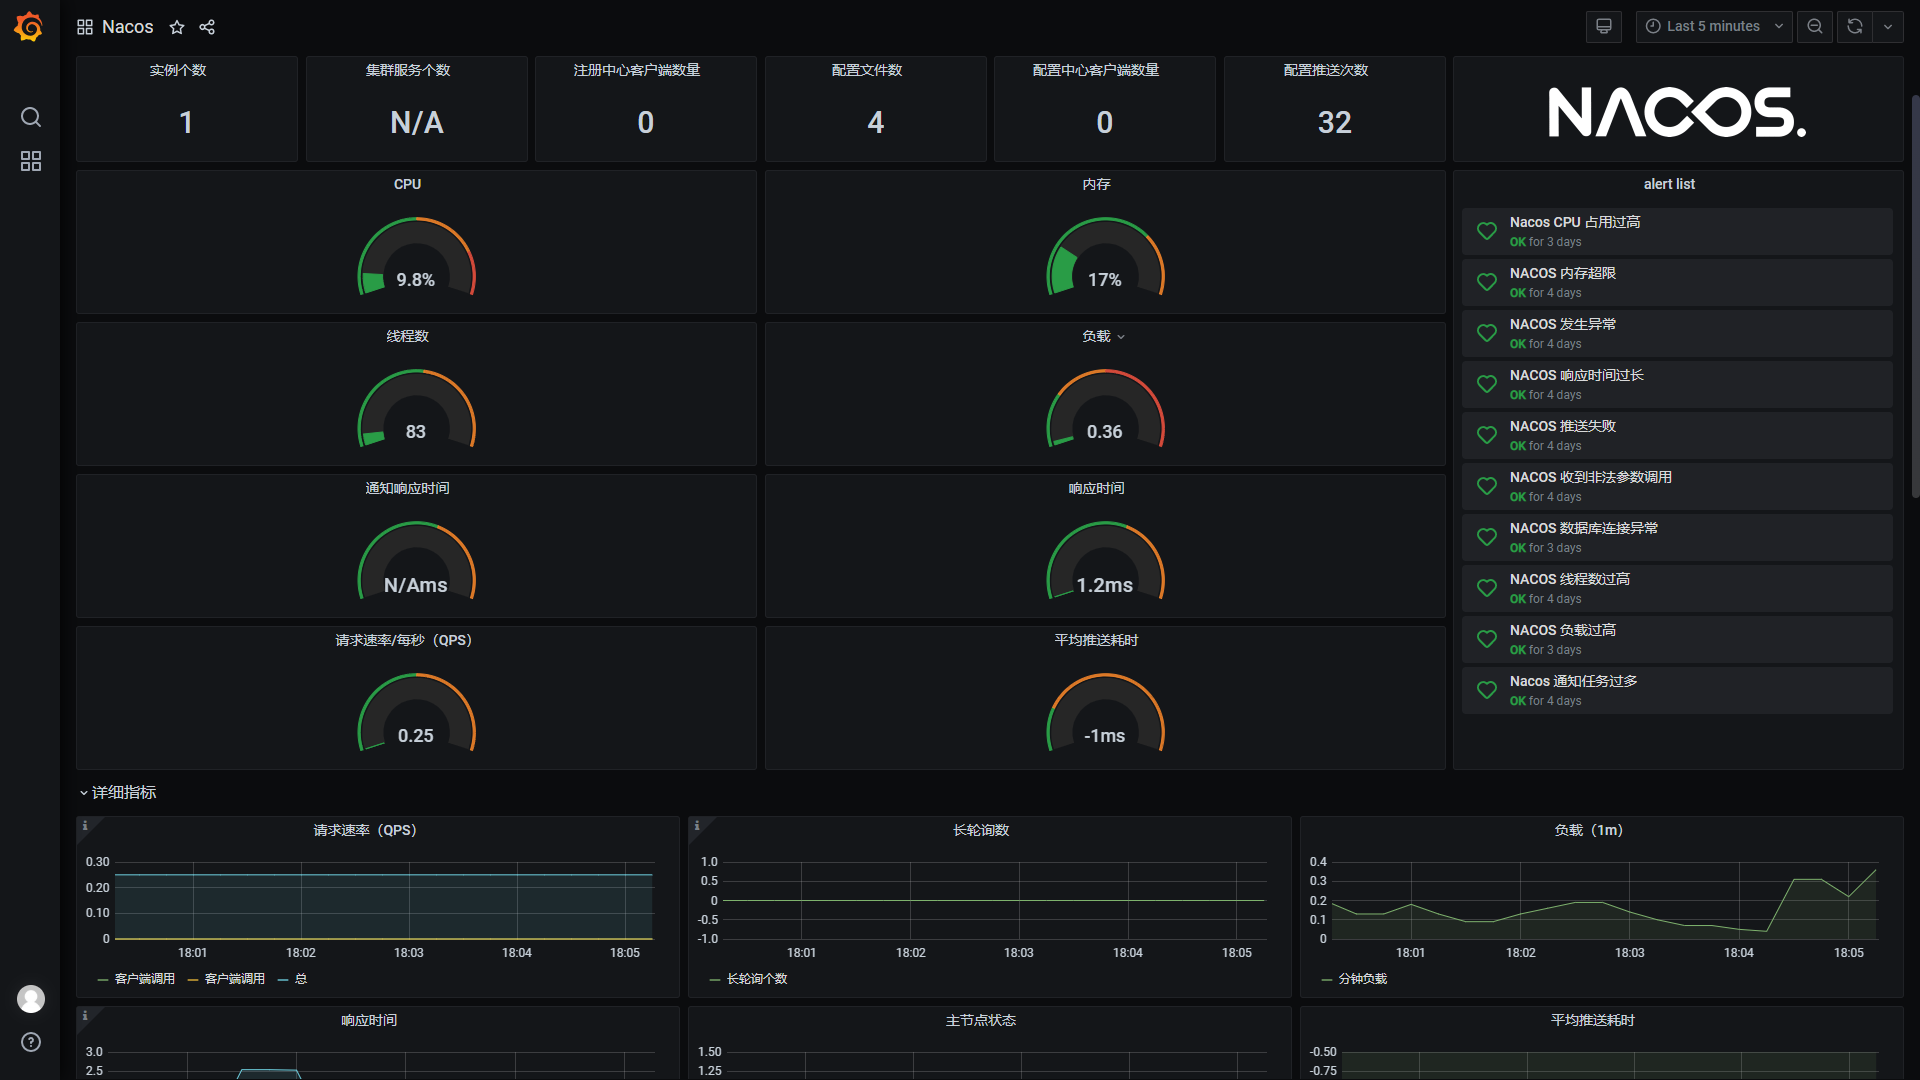 Nacos
Last 5 minutes
实例个数
1
集群服务个数
N/A
注册中心客户端数量
0
配置文件数
4
配置中心客户端数量
0
配置推送次数
32
NACOS.
CPU
9.8%
内存
17%
线程数
83
负载
0.36
通知响应时间
N/Ams
响应时间
1.2ms
请求速率/每秒（QPS）
0.25
平均推送耗时
-1ms
alert list
Nacos CPU 占用过高
OK for 3 days
NACOS 内存超限
OK for 4 days
NACOS 发生异常
OK for 4 days
NACOS 响应时间过长
OK for 4 days
NACOS 推送失败
OK for 4 days
NACOS 收到非法参数调用
OK for 4 days
NACOS 数据库连接异常
OK for 3 days
NACOS 线程数过高
OK for 4 days
NACOS 负载过高
OK for 3 days
Nacos 通知任务过多
OK for 4 days
详细指标
请求速率（QPS）
0.30
0.20
0.10
0
18:01 18:02 18:03 18:04 18:05
客户端调用 客户端调用 总
长轮询数
1.0
0.5
0
-0.5
-1.0
18:01 18:02 18:03 18:04 18:05
长轮询个数
负载（1m）
0.4
0.3
0.2
0.1
0
18:01 18:02 18:03 18:04 18:05
分钟负载
响应时间
3.0
2.5
主节点状态
1.50
1.25
平均推送耗时
-0.50
-0.75